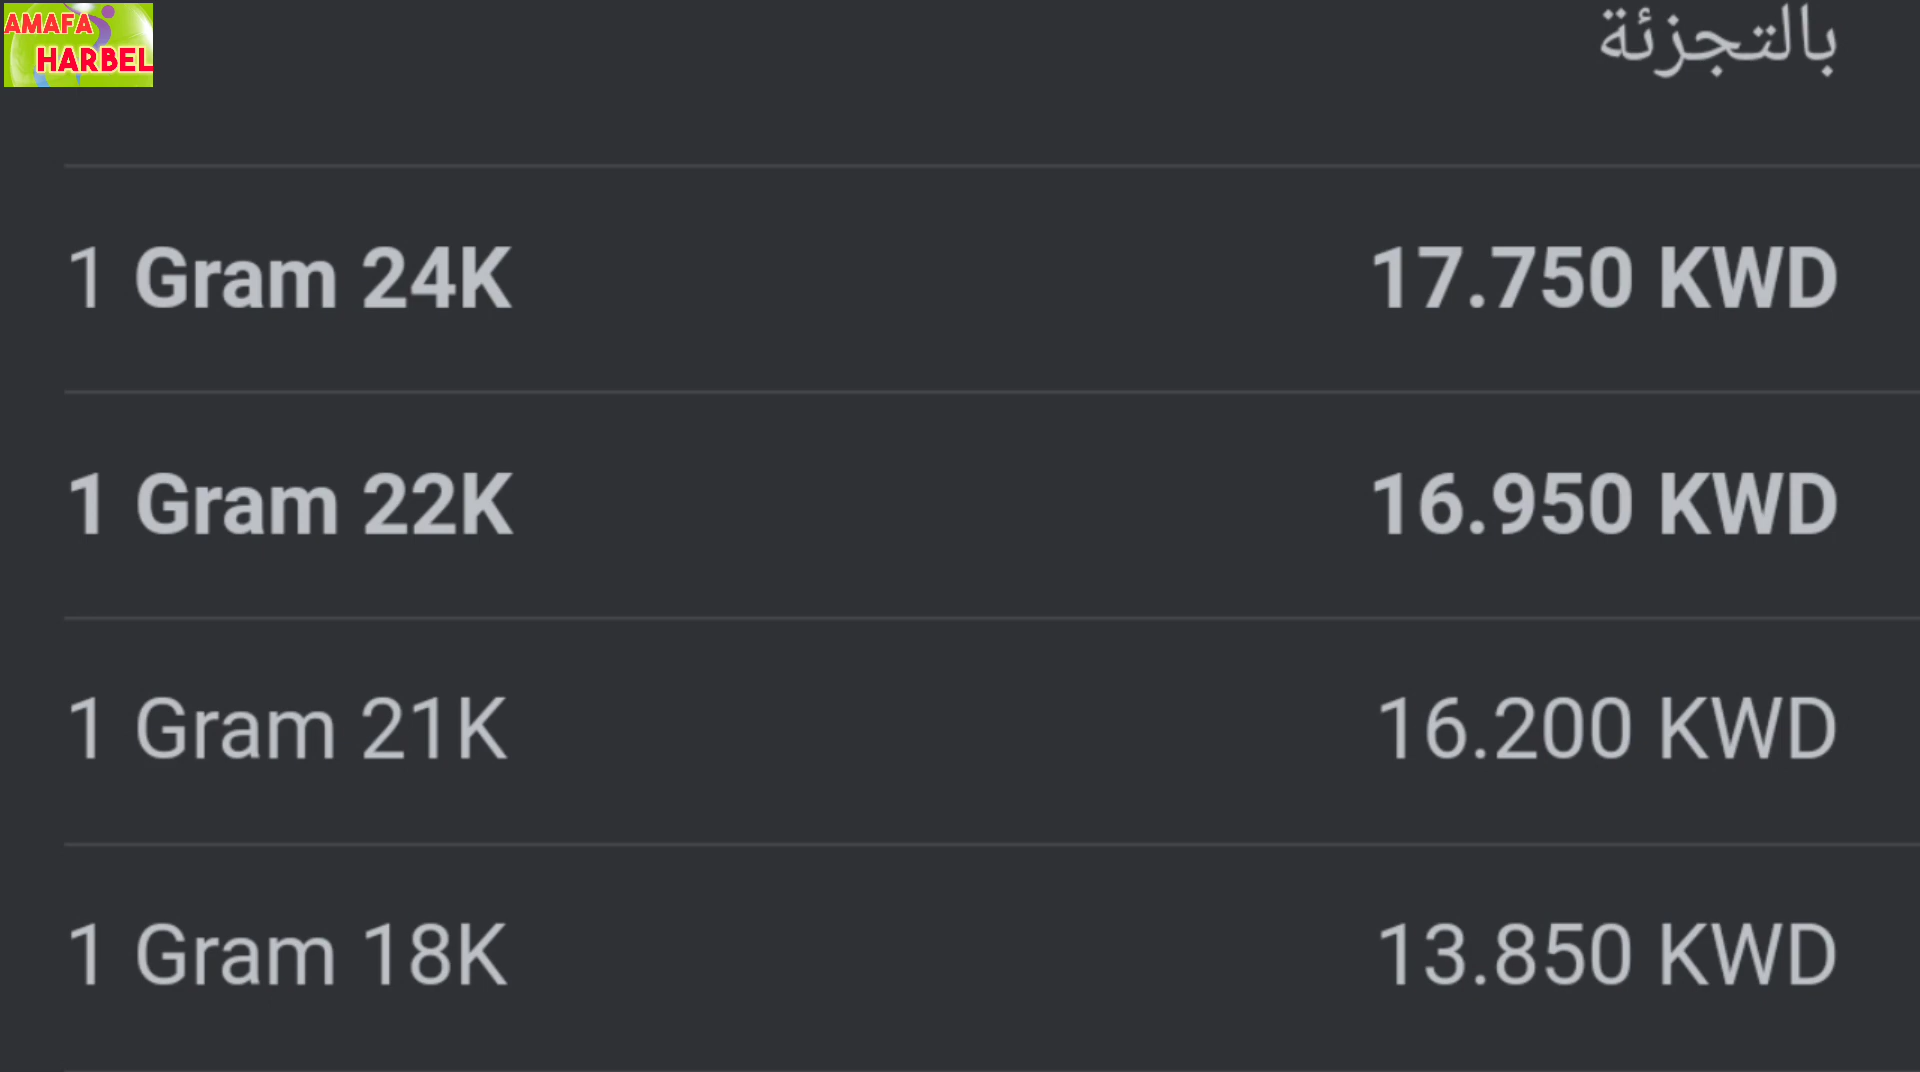 AMAFA
HARBEL
بالتجزئة
1 Gram 24K 17.750 KWD
1 Gram 22K 16.950 KWD
1 Gram 21K 16.200 KWD
1 Gram 18K 13.850 KWD